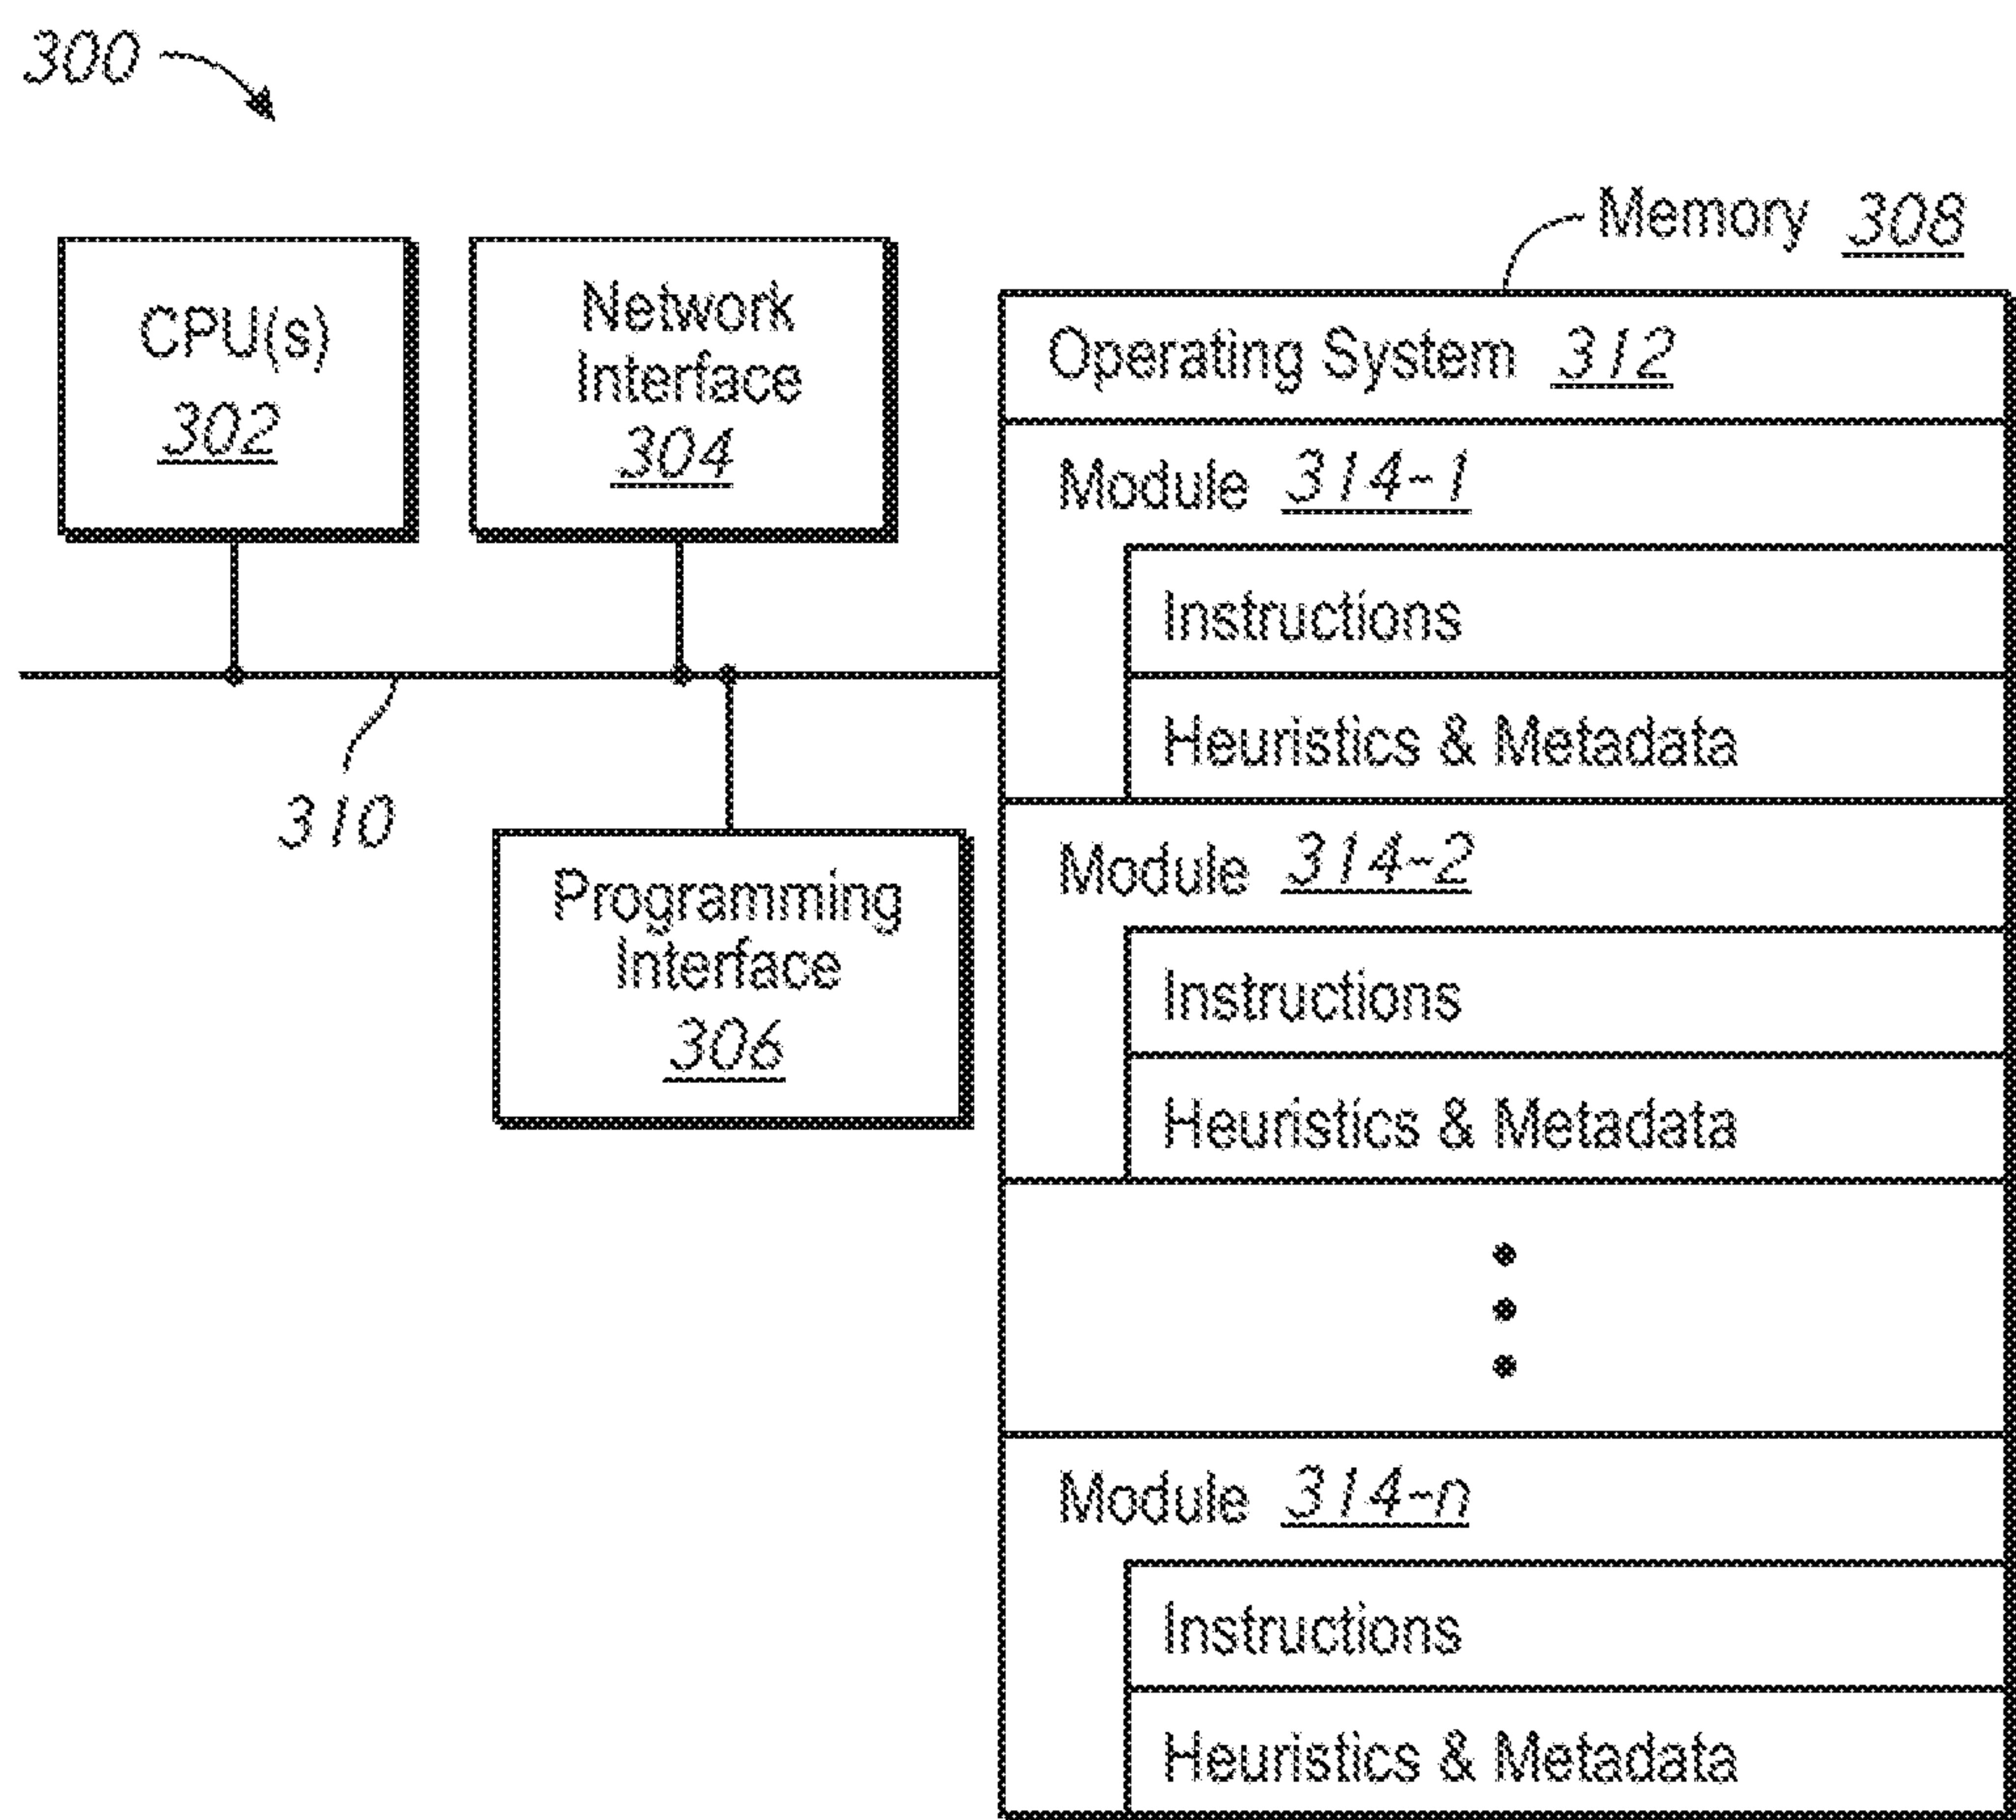 300
Memory 308
CPU(s)
302
Network
Interface
304
310
Programming
Interface
306
Operating System 312
Module 314-1
Instructions
Heuristics & Metadata
Module 314-2
Instructions
Heuristics & Metadata
Module 314-n
Instructions
Heuristics & Metadata